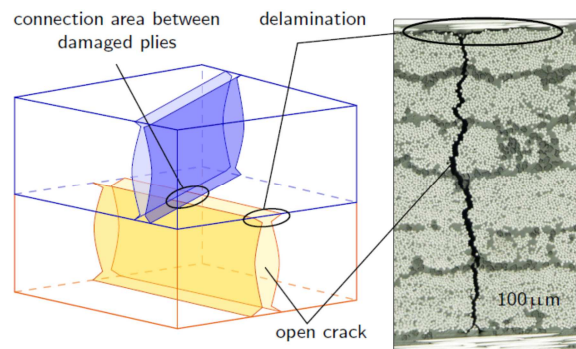 connection area between
damaged plies
delamination
100μm
open crack